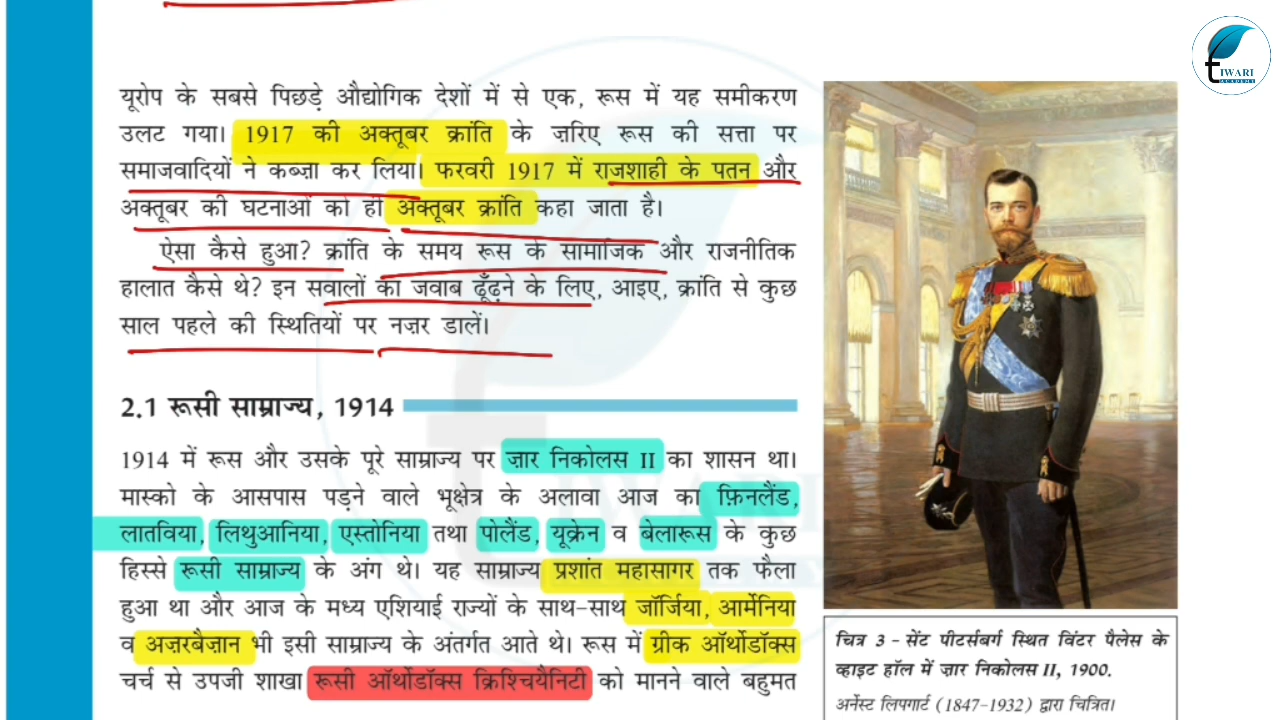 यूरोप के सबसे पिछड़े औद्योगिक देशों में से एक, रूस में यह समीकरण
उलट गया। 1917 की अक्तूबर क्रांति के ज़रिए रूस की सत्ता पर
समाजवादियों ने कब्ज़ा कर लिया। फरवरी 1917 में राजशाही के पतन और
अक्तूबर की घटनाओं को ही अक्तूबर क्रांति कहा जाता है।
ऐसा कैसे हुआ? क्रांति के समय रूस के सामाजिक और राजनीतिक
हालात कैसे थे? इन सवालों का जवाब ढूँढ़ने के लिए, आइए, क्रांति से कुछ
साल पहले की स्थितियों पर नज़र डालें।
2.1 रूसी साम्राज्य, 1914
1914 में रूस और उसके पूरे साम्राज्य पर ज़ार निकोलस II का शासन था।
मास्को के आसपास पड़ने वाले भूक्षेत्र के अलावा आज का फ़िनलैंड,
लातविया, लिथुआनिया, एस्तोनिया तथा पोलैंड, यूक्रेन व बेलारूस के कुछ
हिस्से रूसी साम्राज्य के अंग थे। यह साम्राज्य प्रशांत महासागर तक फैला
हुआ था और आज के मध्य एशियाई राज्यों के साथ-साथ जॉर्जिया, आर्मेनिया
व अज़रबैज़ान भी इसी साम्राज्य के अंतर्गत आते थे। रूस में ग्रीक ऑर्थोडॉक्स
चर्च से उपजी शाखा रूसी ऑर्थोडॉक्स क्रिश्चियैनिटी को मानने वाले बहुमत
चित्र 3 - सेंट पीटर्सबर्ग स्थित विंटर पैलेस के
व्हाइट हॉल में ज़ार निकोलस II, 1900.
अर्नेस्ट लिपगार्ट (1847-1932) द्वारा चित्रित।
TIWARI
ACADEMY